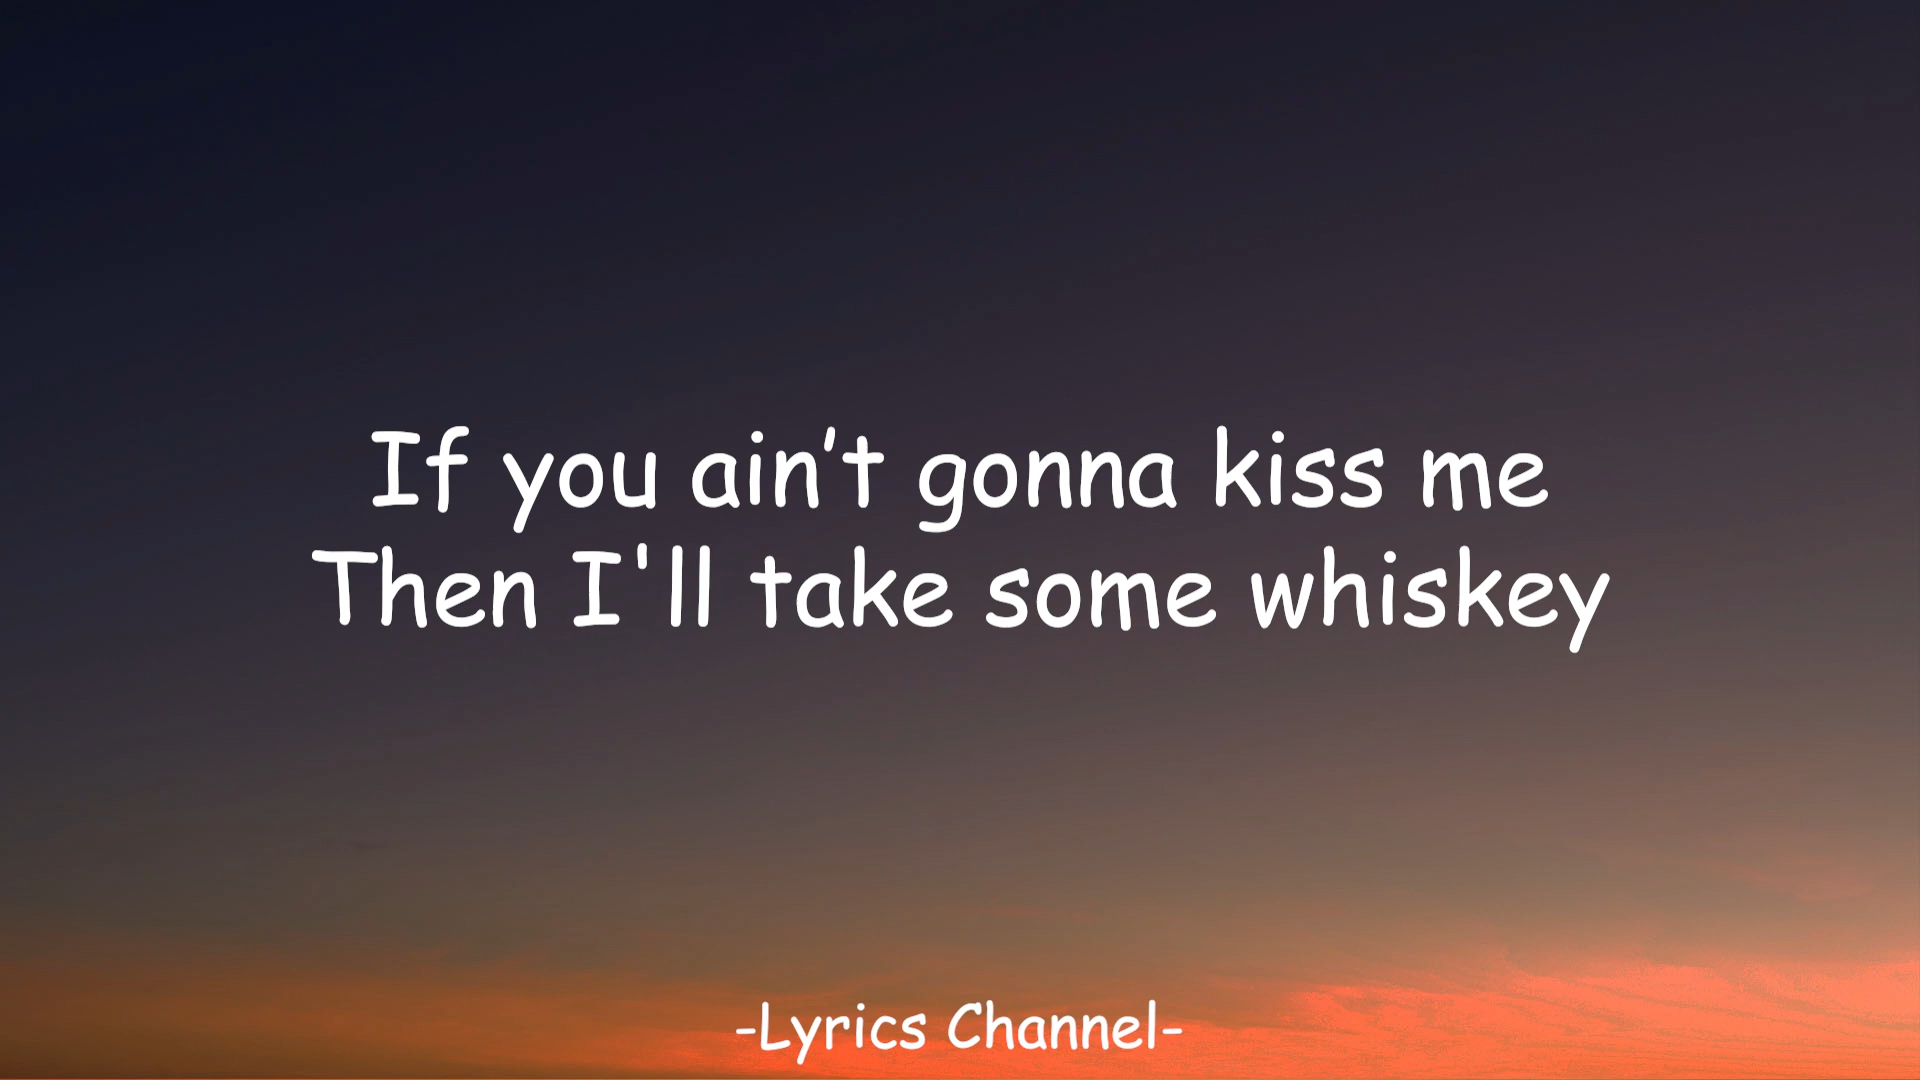 If you ain’t gonna kiss me
Then I'll take some whiskey
-Lyrics Channel-